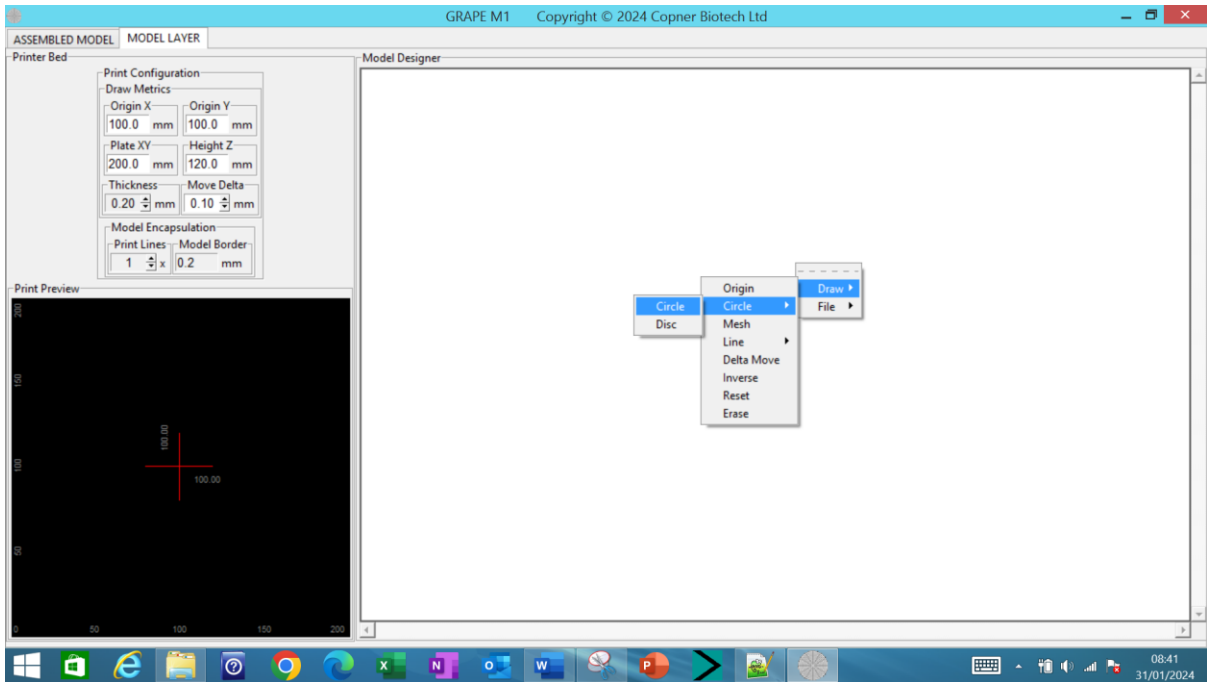 GRAPE M1 Copyright © 2024 Copner Biotech Ltd
ASSEMBLED MODEL MODEL LAYER
Printer Bed
Print Configuration
Draw Metrics
Origin X Origin Y
100.0 mm 100.0 mm
Plate XY Height Z
200.0 mm 120.0 mm
Thickness Move Delta
0.20 mm 0.10 mm
Model Encapsulation
Print Lines Model Border
1 x 0.2 mm
Print Preview
200
150
100
50
100.00
100.00
0 50 100 150 200
Model Designer
Draw
File
Origin
Circle
Mesh
Line
Delta Move
Inverse
Reset
Erase
Circle
Disc
08:41
31/01/2024